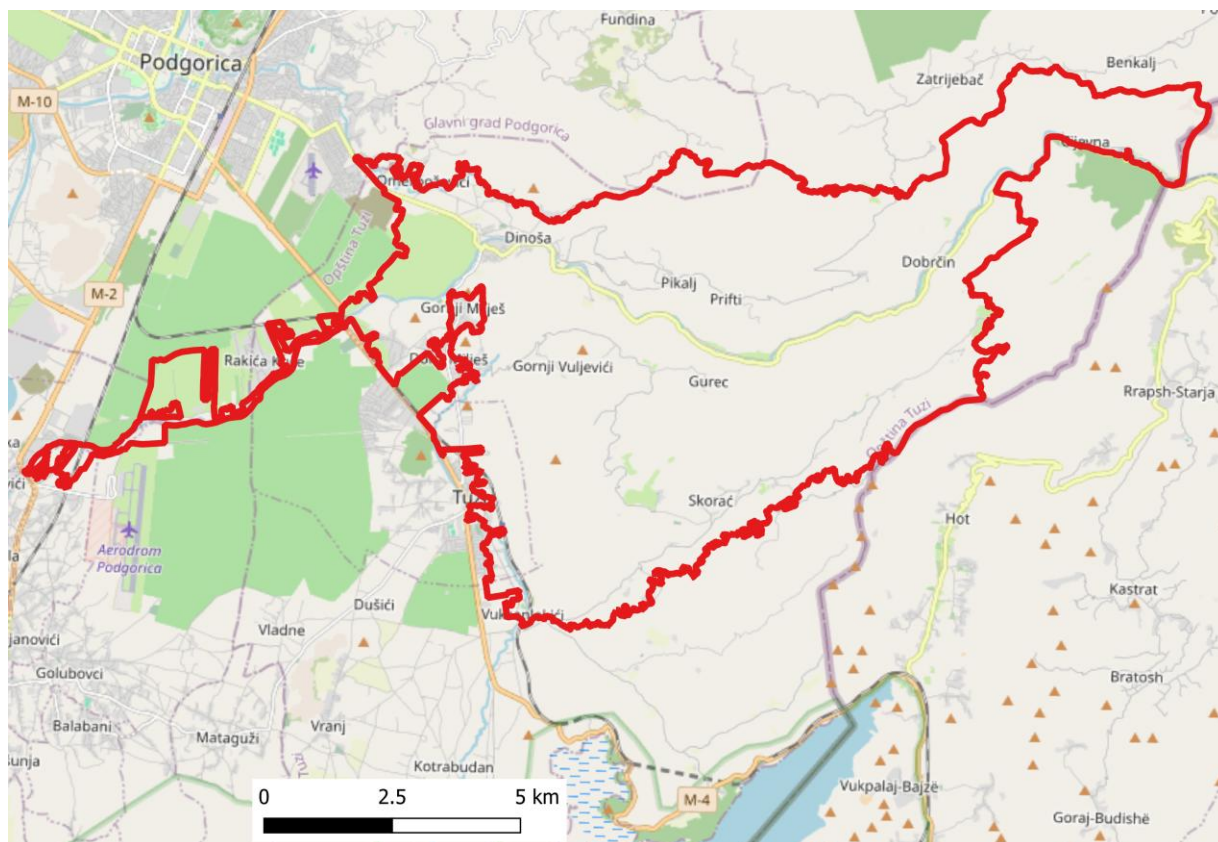 Fundina
Podgorica
Zatrijebač
Benkalj
M-10
Glavni grad Podgorica
Cijevna
Dinoša
Opština Tuzi
Dobrčin
Pikalj
Prifti
M-2
Gornji Milješ
Rakića Kuće
Gornji Vuljevići
Gurec
Rrapsh-Starja
Opština Tuzi
Skorać
Hot
Aerodrom
Podgorica
Dušići
Kastrat
Vladne
Golubovci
Bratosh
Balabani
Mataguži
Vranj
Tuzi
Kotrabudan
Vukpalaj-Bajzë
M-4
Goraj-Budishë
0 2.5 5 km